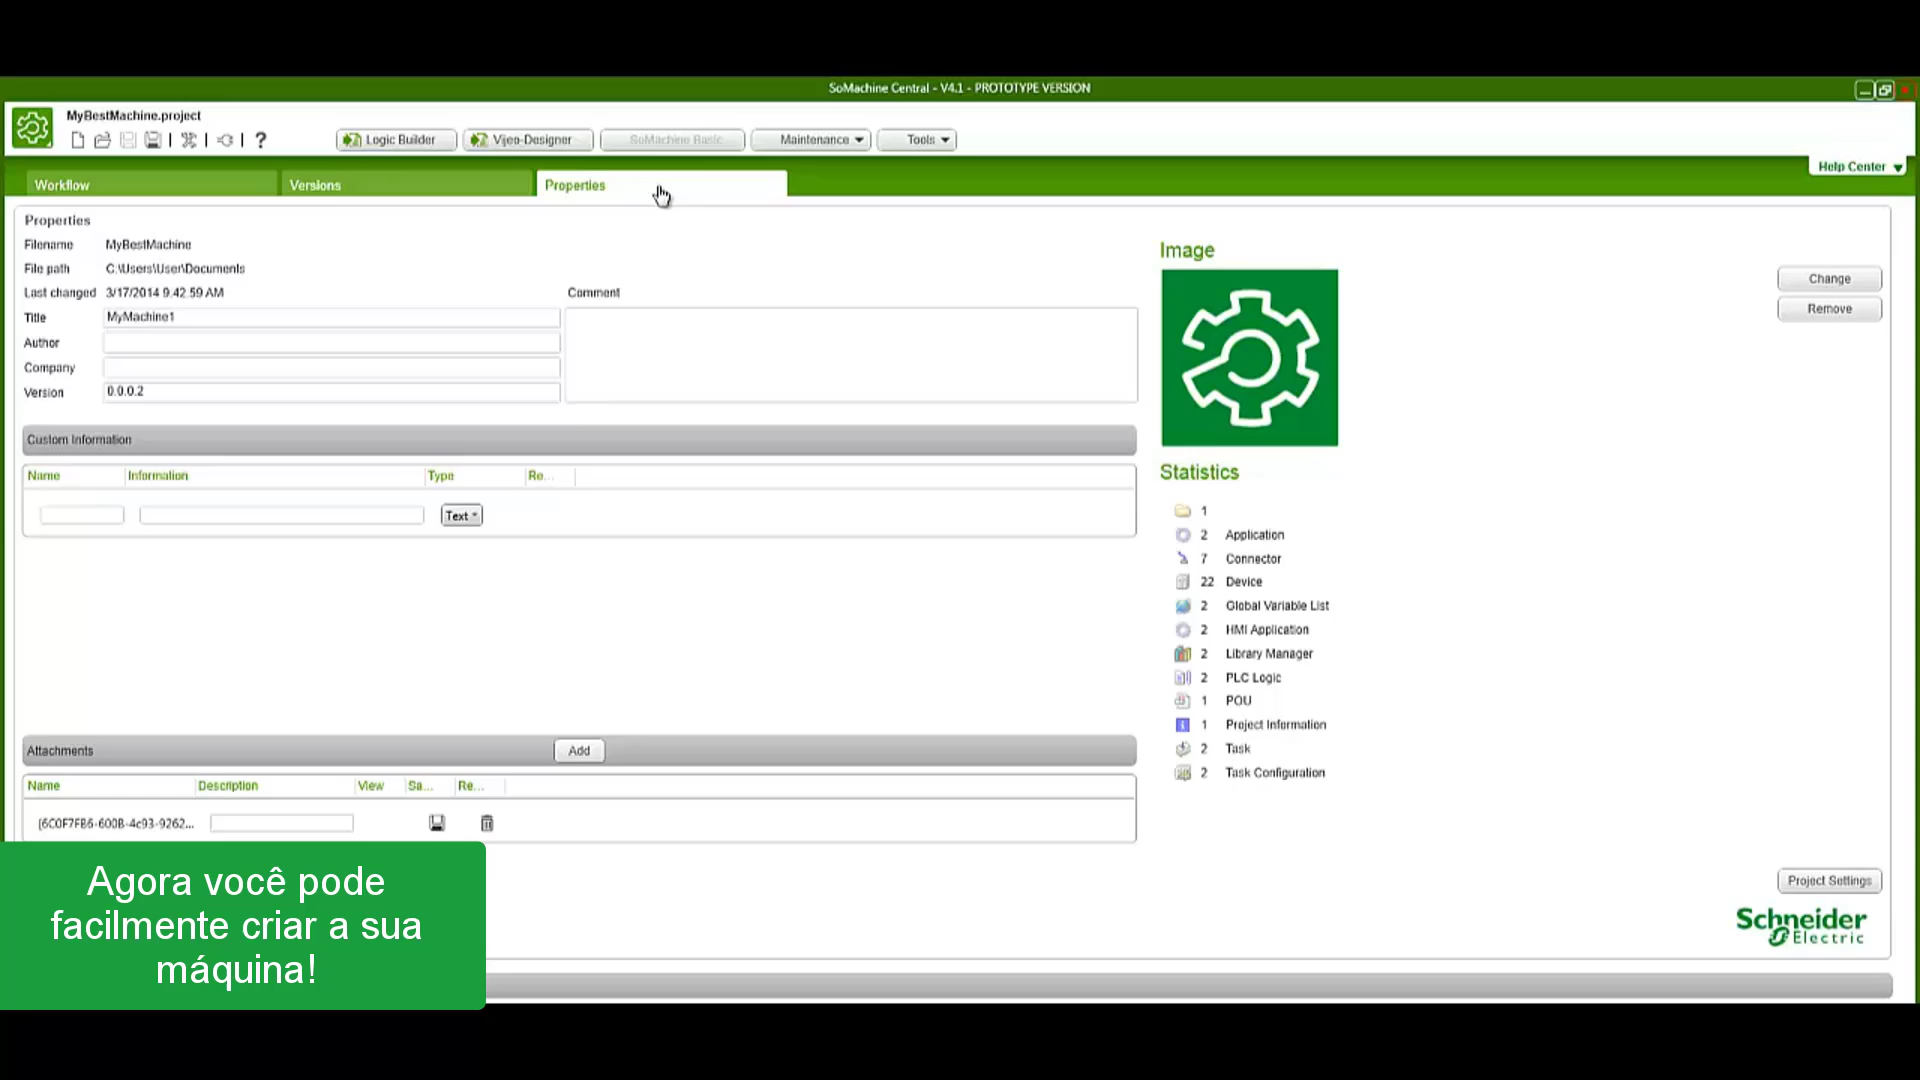 SoMachine Central - V4.1 - PROTOTYPE VERSION
MyBestMachine.project
Logic Builder Vijeo-Designer SoMachine Basic Maintenance Tools
Help Center
Workflow Versions Properties
Properties
Filename MyBestMachine
File path C:\Users\User\Documents
Last changed 3/17/2014 9:42:59 AM
Comment
Title MyMachine1
Author
Company
Version 0.0.0.2
Custom Information
Name Information Type Re...
Text
Attachments Add
Name Description View Sa... Re...
{6C0F7FB6-600B-4c93-9262...
Image
Change
Remove
Statistics
1
2 Application
7 Connector
22 Device
2 Global Variable List
2 HMI Application
2 Library Manager
2 PLC Logic
1 POU
1 Project Information
2 Task
2 Task Configuration
Project Settings
Schneider
Electric
Agora você pode
facilmente criar a sua
máquina!